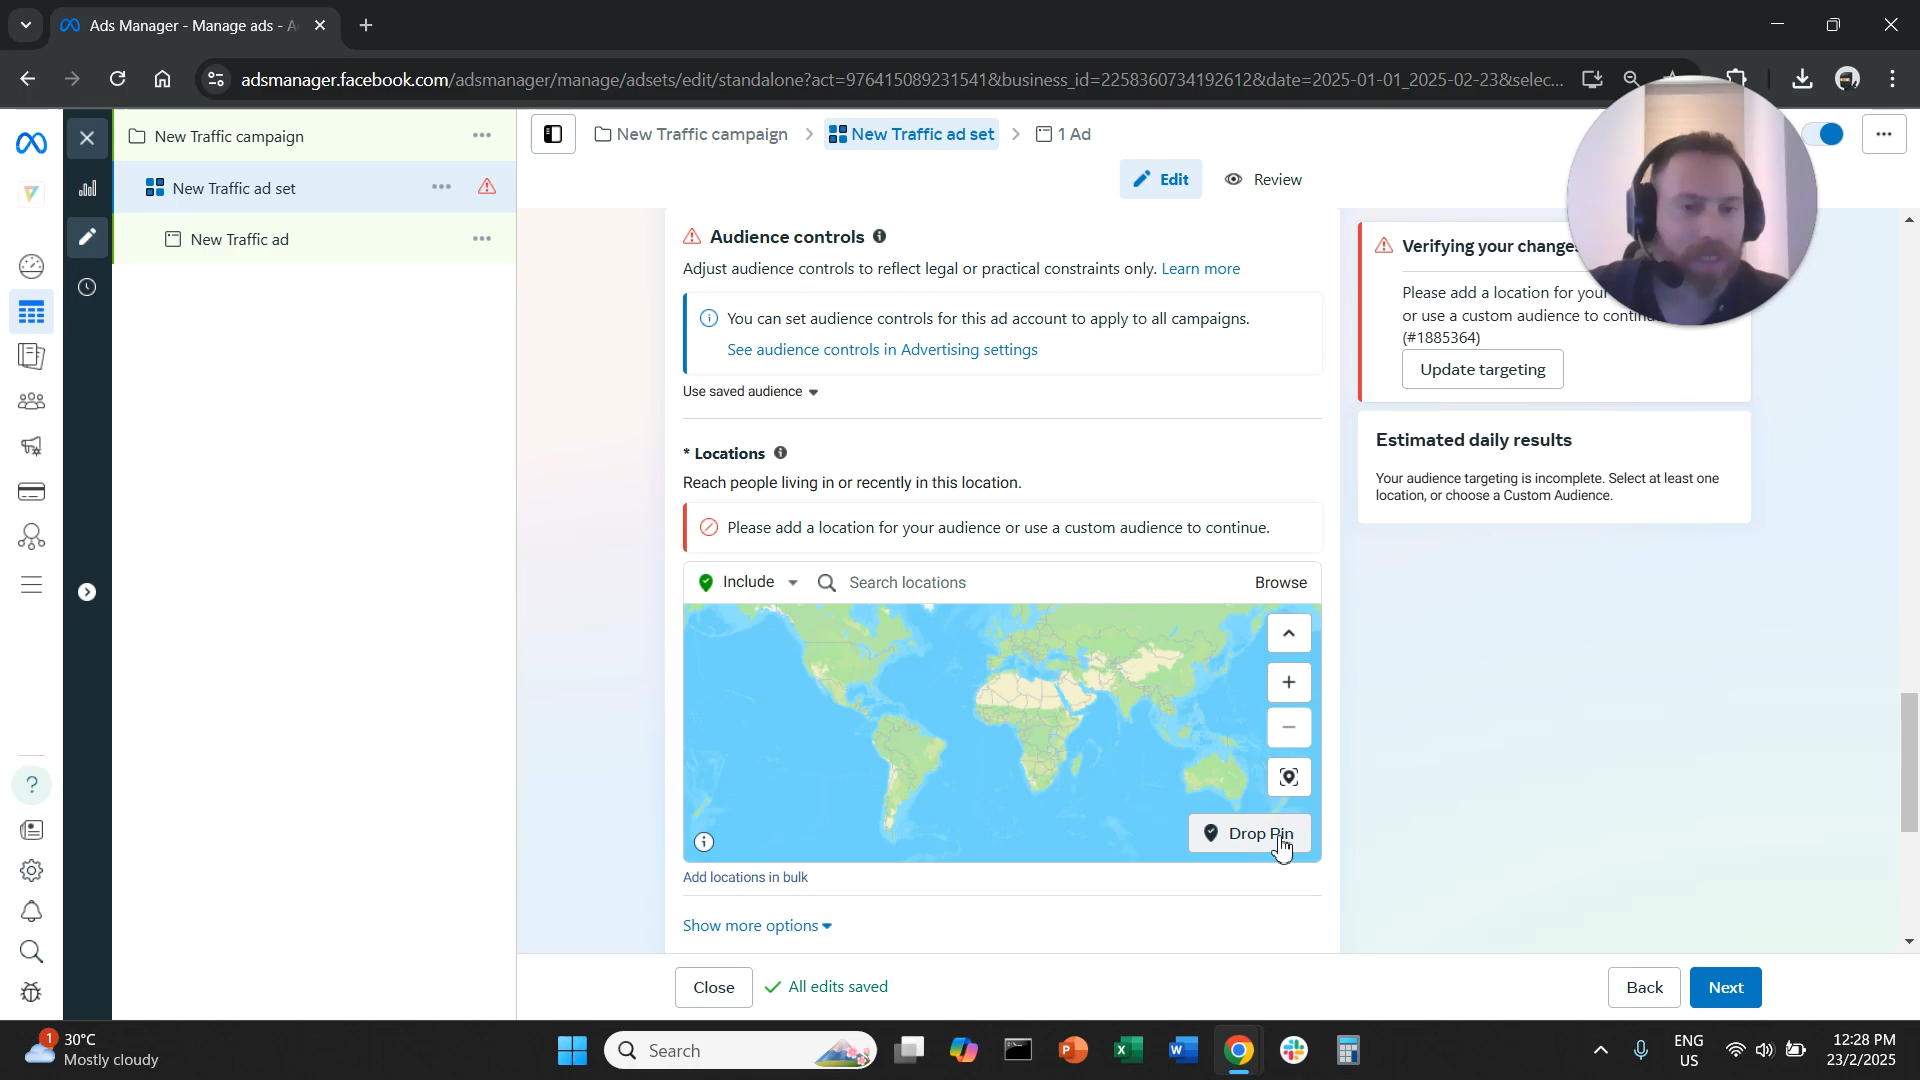 Ads Manager - Manage ads - A
adsmanager.facebook.com/adsmanager/manage/adsets/edit/standalone?act=976415089231541&business_id=2258360734192612&date=2025-01-01_2025-02-23&selec...
New Traffic campaign
New Traffic ad set
New Traffic ad
New Traffic campaign
New Traffic ad set
1 Ad
Edit
Review
Audience controls
Adjust audience controls to reflect legal or practical constraints only. Learn more
You can set audience controls for this ad account to apply to all campaigns.
See audience controls in Advertising settings
Use saved audience
* Locations
Reach people living in or recently in this location.
Please add a location for your audience or use a custom audience to continue.
Include
Search locations
Browse
Drop Pin
Add locations in bulk
Show more options
Verifying your changes
Please add a location for your
or use a custom audience to
(#1885364)
Update targeting
Estimated daily results
Your audience targeting is incomplete. Select at least one
location, or choose a Custom Audience.
Close
All edits saved
Back
Next
1
30°C
Mostly cloudy
Search
ENG
US
12:28 PM
23/2/2025